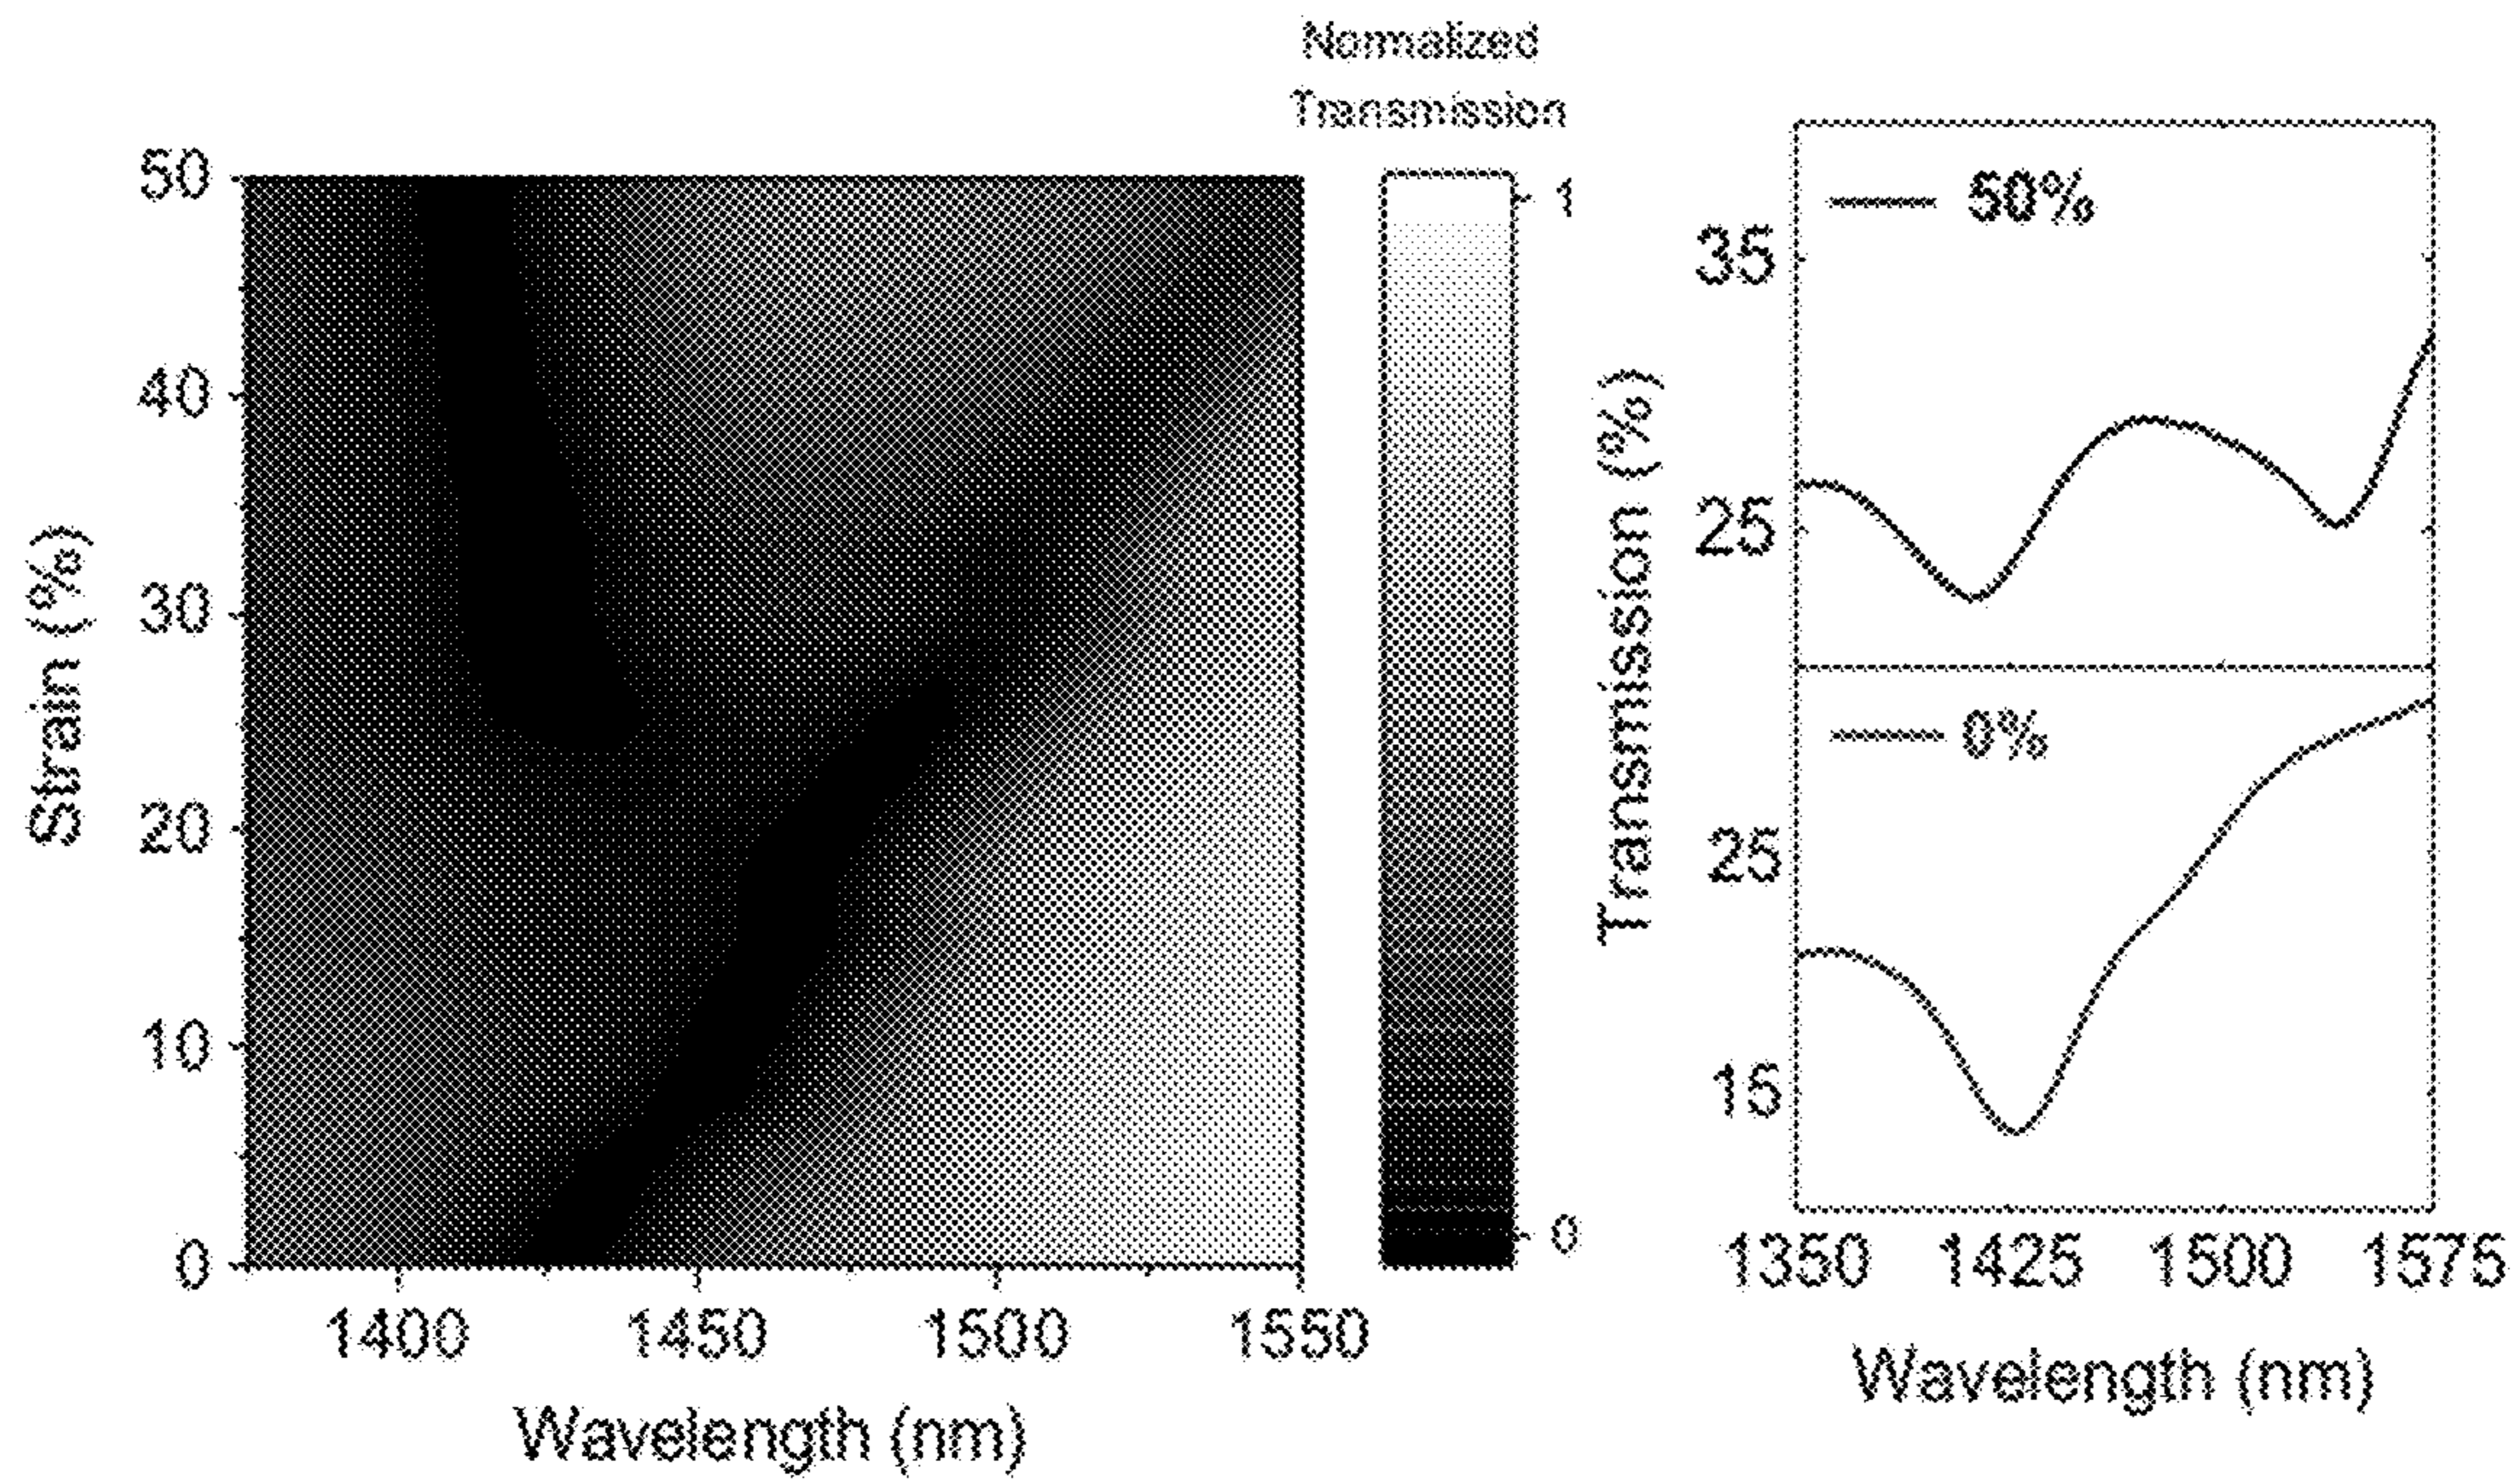 Normalized
Transmission
50
40
30
20
10
0
Strain (%)
1400 1450 1500 1550
Wavelength (nm)
1
0
50%
35
25
0%
25
15
Transmission (%)
1350 1425 1500 1575
Wavelength (nm)